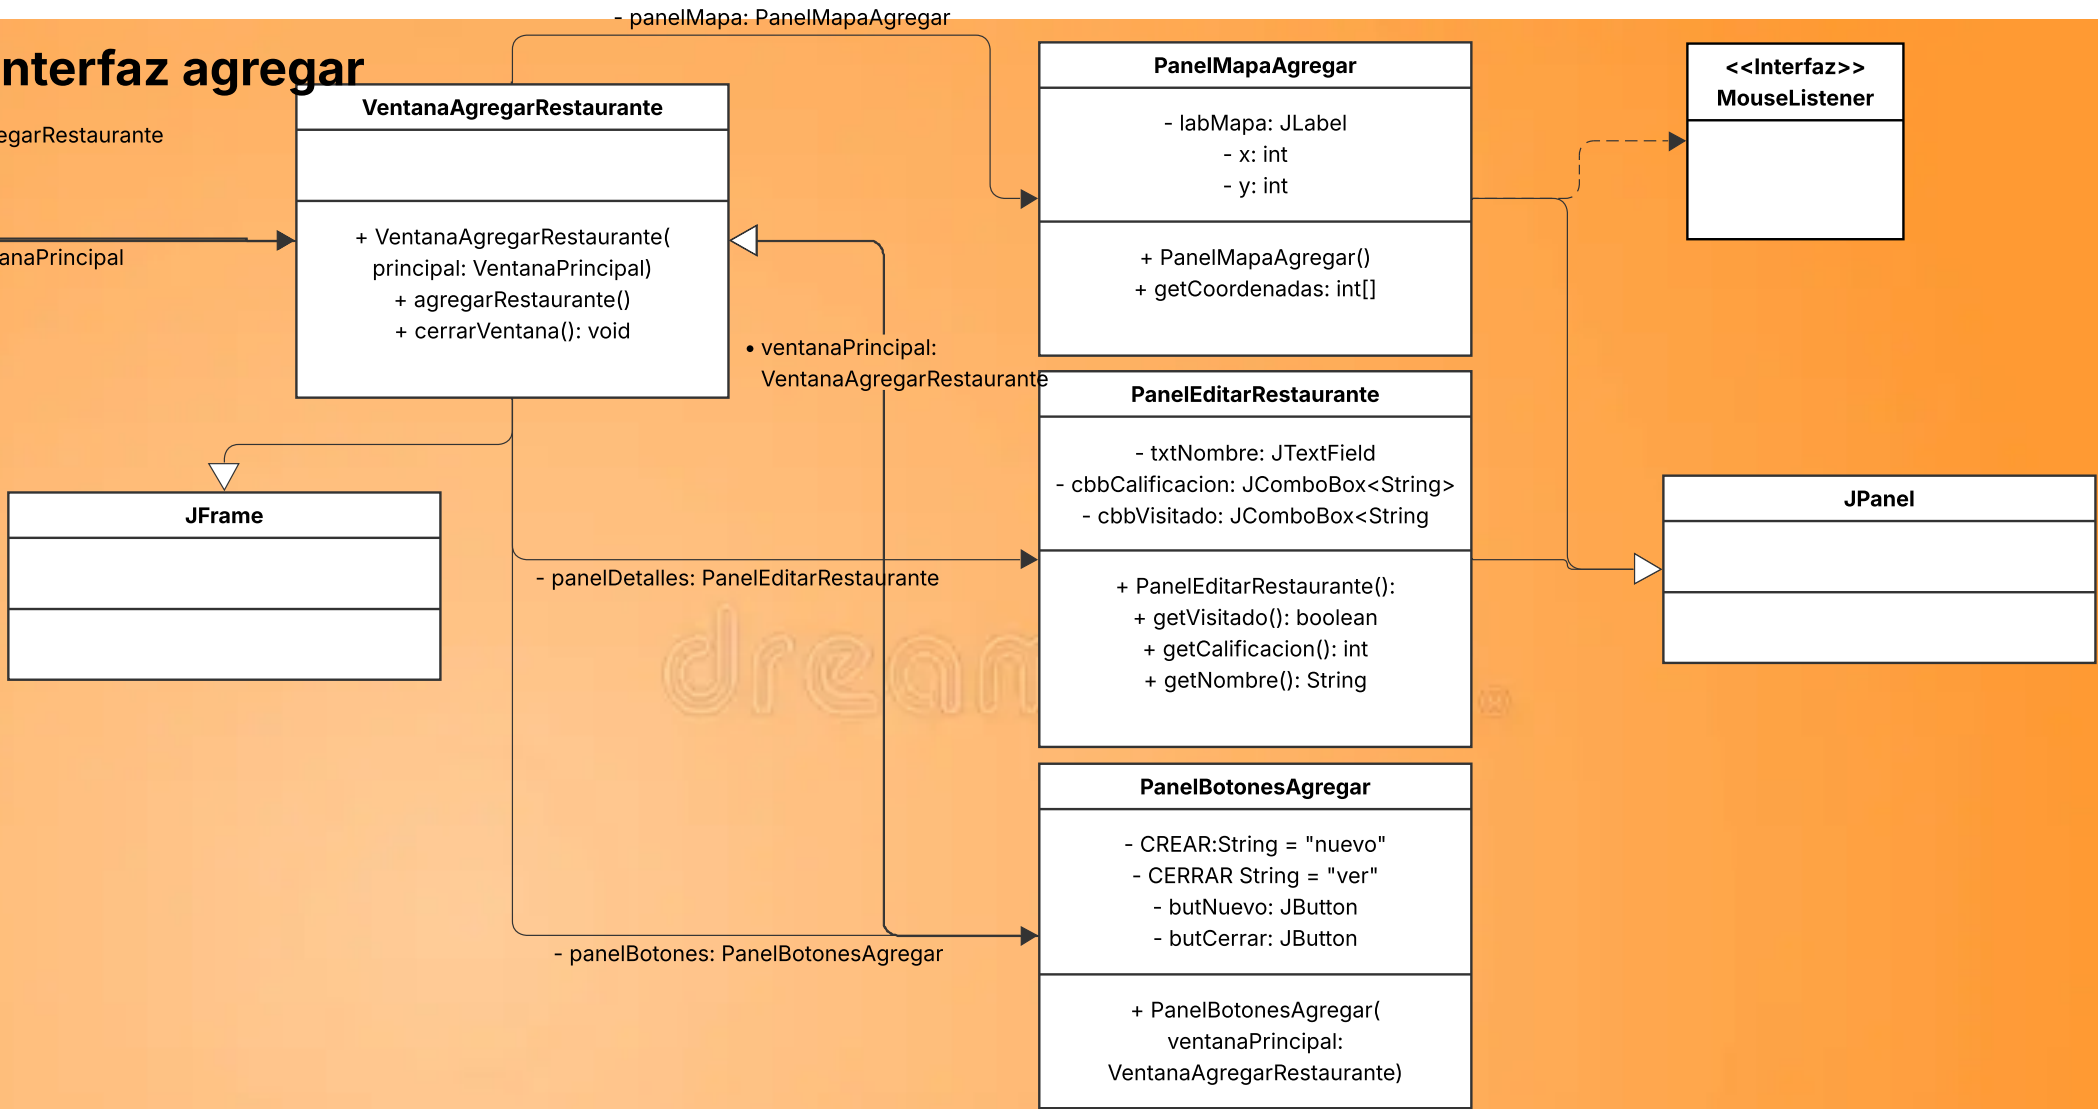 - panelMapa: PanelMapaAgregar
nterfaz agregar
egarRestaurante
anaPrincipal
VentanaAgregarRestaurante
+ VentanaAgregarRestaurante(
principal: VentanaPrincipal)
+ agregarRestaurante()
+ cerrarVentana(): void
• ventanaPrincipal:
VentanaAgregarRestaurante
JFrame
- panelDetalles: PanelEditarRestaurante
- panelBotones: PanelBotonesAgregar
PanelMapaAgregar
- labMapa: JLabel
- x: int
- y: int
+ PanelMapaAgregar()
+ getCoordenadas: int[]
PanelEditarRestaurante
- txtNombre: JTextField
- cbbCalificacion: JComboBox<String>
- cbbVisitado: JComboBox<String
+ PanelEditarRestaurante():
+ getVisitado(): boolean
+ getCalificacion(): int
+ getNombre(): String
PanelBotonesAgregar
- CREAR:String = "nuevo"
- CERRAR String = "ver"
- butNuevo: JButton
- butCerrar: JButton
+ PanelBotonesAgregar(
ventanaPrincipal:
VentanaAgregarRestaurante)
<<Interfaz>>
MouseListener
JPanel
dream
®